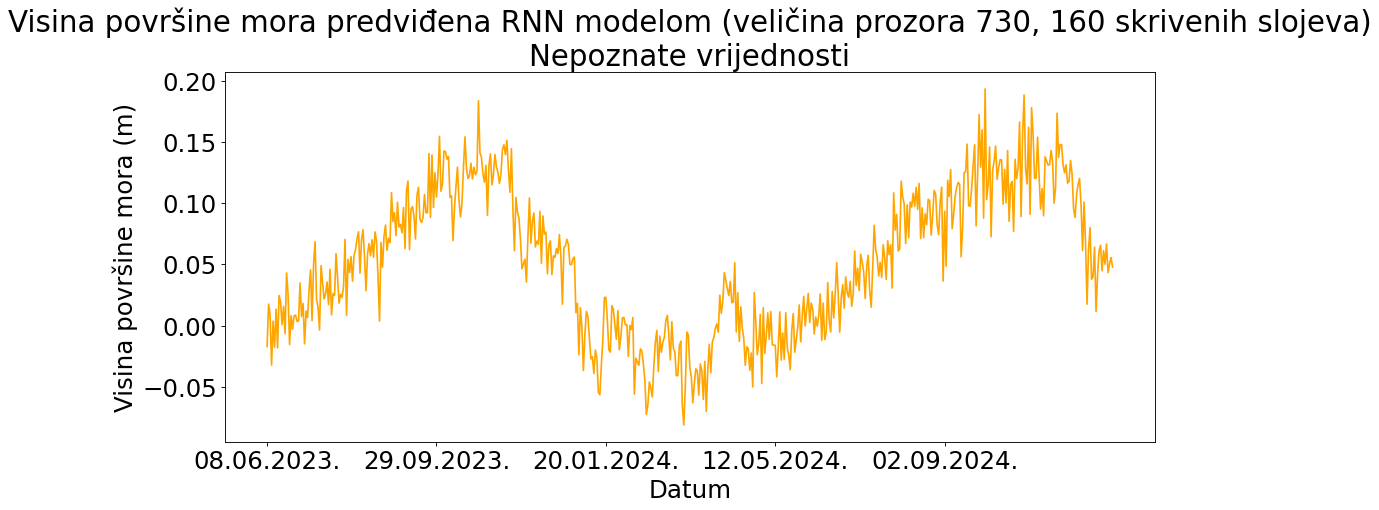 Visina površine mora predviđena RNN modelom (veličina prozora 730, 160 skrivenih slojeva)
Nepoznate vrijednosti
Visina površine mora (m)
0.20
0.15
0.10
0.05
0.00
−0.05
08.06.2023. 29.09.2023. 20.01.2024. 12.05.2024. 02.09.2024.
Datum